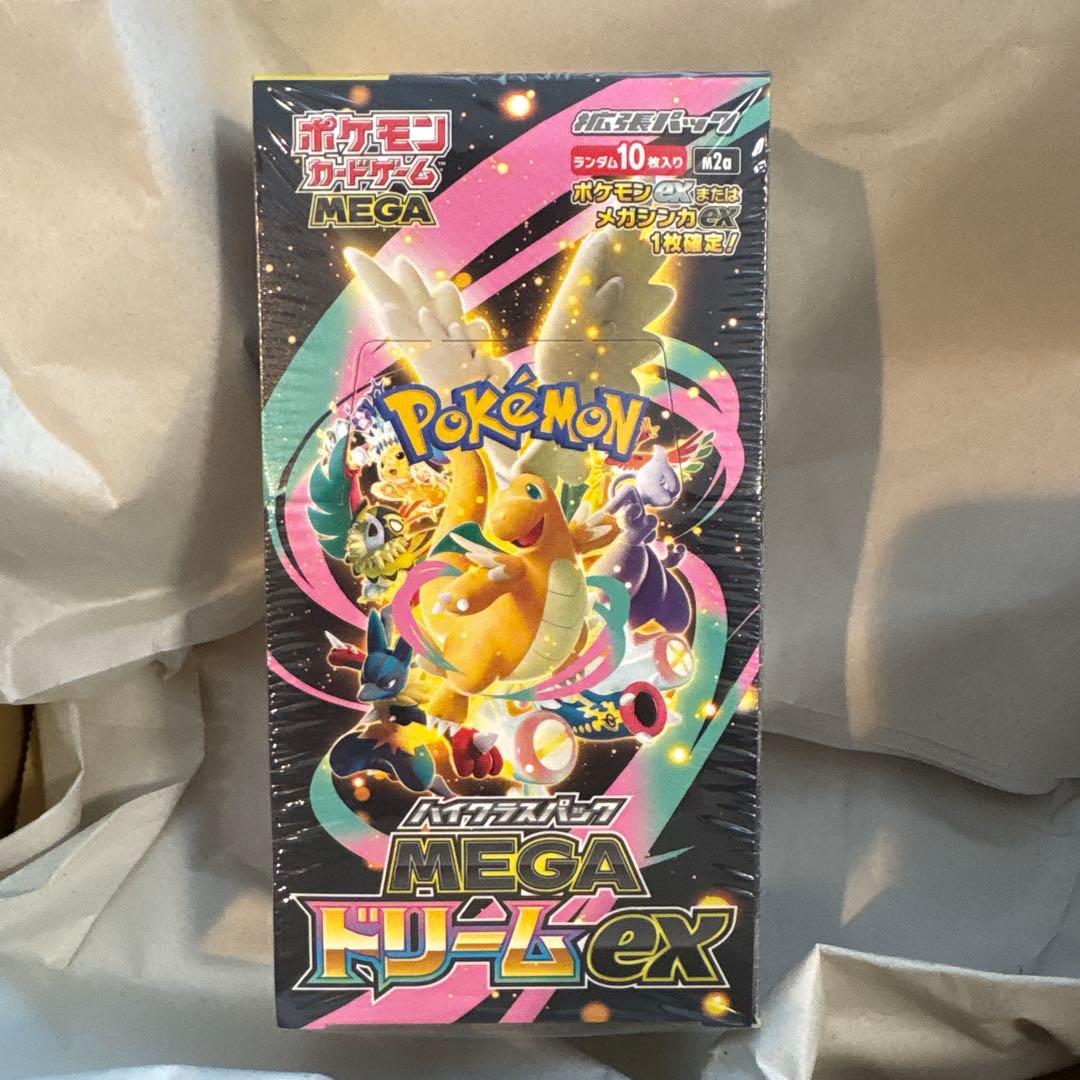 ポケモン
カードゲーム™
MEGA
拡張パック
ランダム10枚入り
M2a
ポケモンexまたは
メガシンカex
1枚確定!
POKéMON
ハイクラスパック
MEGA
ドリームex